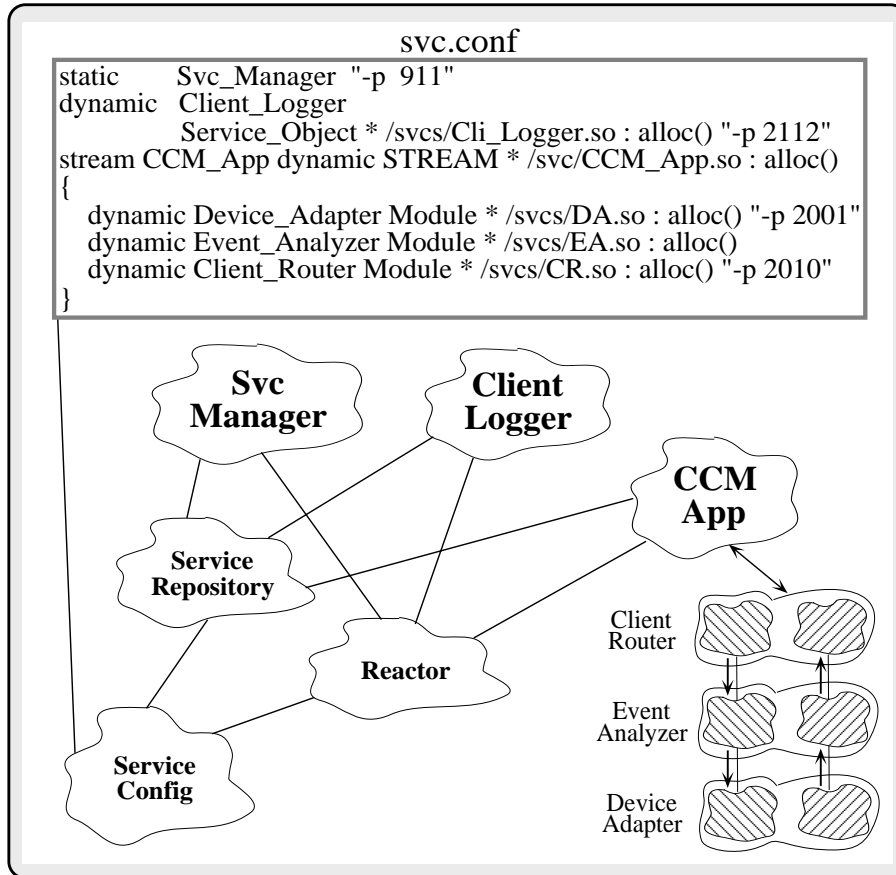 svc.conf
static Svc_Manager "-p 911"
dynamic Client_Logger
Service_Object * /svcs/Cli_Logger.so : alloc() "-p 2112"
stream CCM_App dynamic STREAM * /svc/CCM_App.so : alloc()
{
dynamic Device_Adapter Module * /svcs/DA.so : alloc() "-p 2001"
dynamic Event_Analyzer Module * /svcs/EA.so : alloc()
dynamic Client_Router Module * /svcs/CR.so : alloc() "-p 2010"
}
Svc
Manager
Client
Logger
CCM
App
Service
Repository
Reactor
Service
Config
Client
Router
Event
Analyzer
Device
Adapter